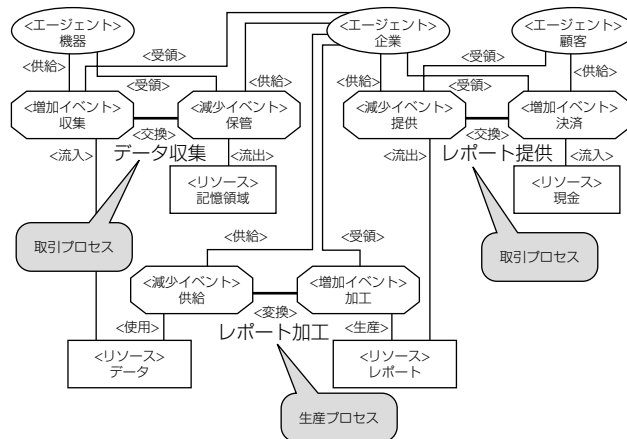 <エージェント>
機器
<エージェント>
企業
<エージェント>
顧客
<受領>
<受領>
<供給>
<受領>
<供給>
<供給>
<受領>
<供給>
<増加イベント>
収集
<減少イベント>
保管
<減少イベント>
提供
<増加イベント>
決済
<交換>
<交換>
<流入>
データ収集
<流出>
<流出>
レポート提供
<流入>
<リソース>
記憶領域
<リソース>
現金
取引プロセス
取引プロセス
<供給>
<受領>
<減少イベント>
供給
<増加イベント>
加工
<変換>
<使用>
レポート加工
<生産>
<リソース>
データ
<リソース>
レポート
生産プロセス